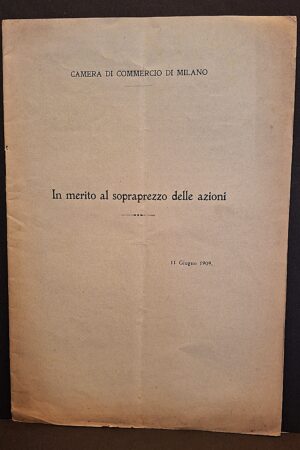 CAMERA DI COMMERCIO DI MILANO
In merito al sopraprezzo delle azioni
11 Giugno 1909.